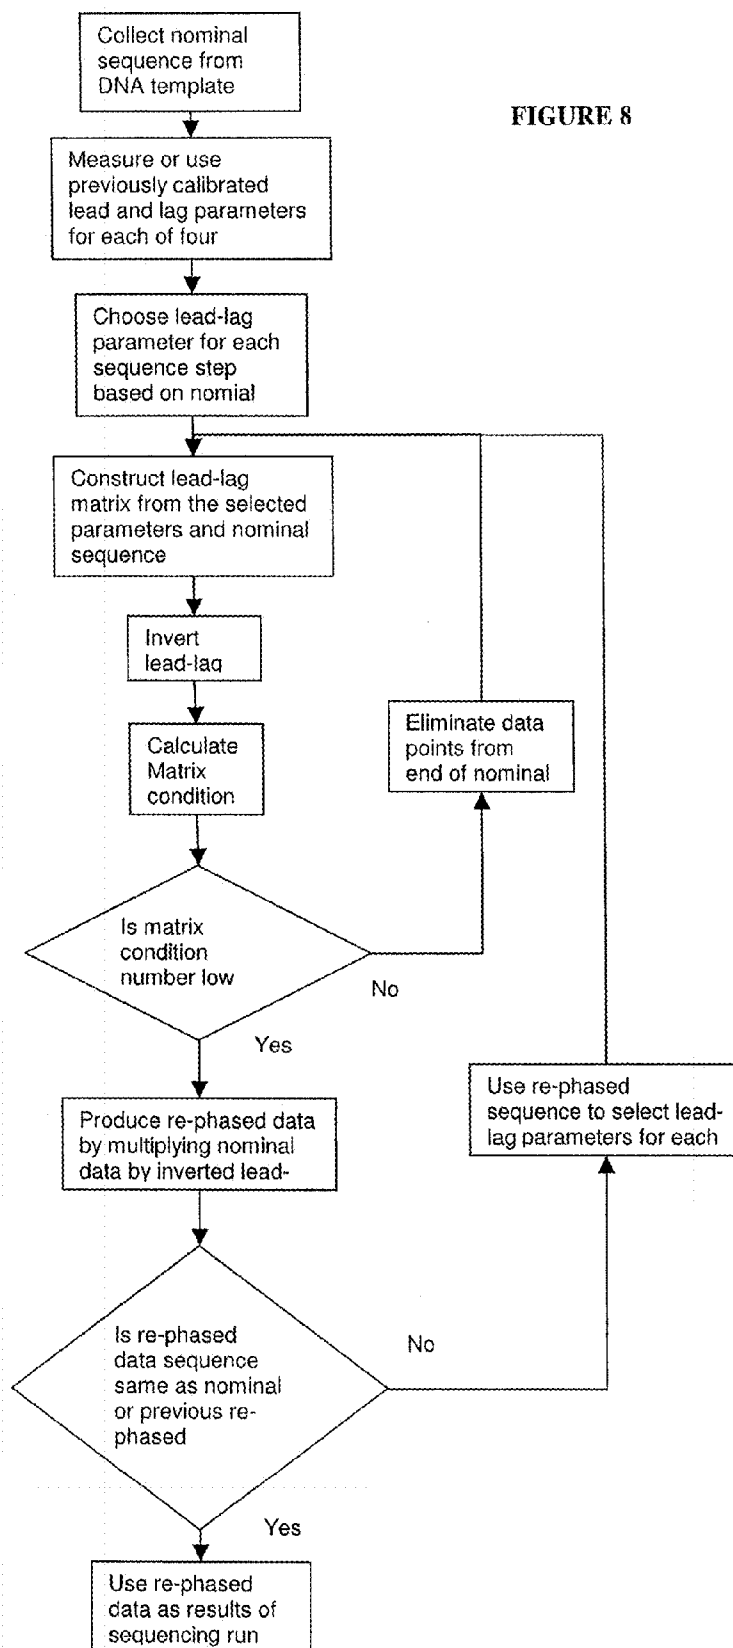 Collect nominal
sequence from
DNA template
FIGURE 8
Measure or use
previously calibrated
lead and lag parameters
for each of four
Choose lead-lag
parameter for each
sequence step
based on nomial
Construct lead-lag
matrix from the selected
parameters and nominal
sequence
Invert
lead-lag
Calculate
Matrix
condition
Eliminate data
points from
end of nominal
Is matrix
condition
number low
No
Yes
Produce re-phased data
by multiplying nominal
data by inverted lead-
Use re-phased
sequence to select lead-
lag parameters for each
Is re-phased
data sequence
same as nominal
or previous re-
phased
No
Yes
Use re-phased
data as results of
sequencing run